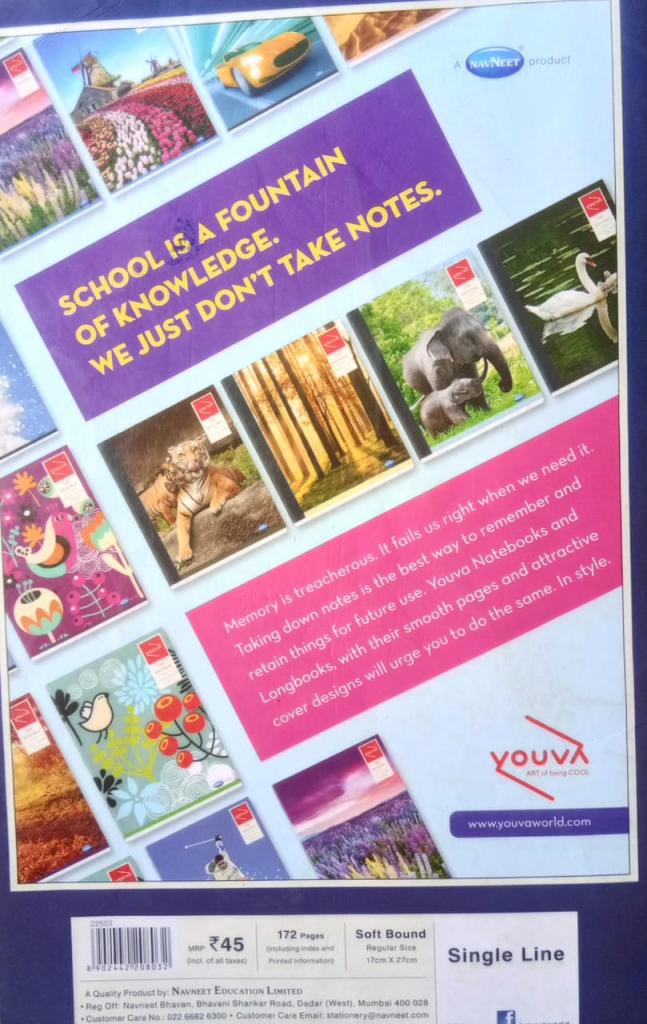 A NAVNEET product
SCHOOL IS A FOUNTAIN
OF KNOWLEDGE.
WE JUST DON'T TAKE NOTES.
Memory is treacherous. It fails us right when we need it.
Taking down notes is the best way to remember and
retain things for future use. Youva Notebooks and
Longbooks, with their smooth pages and attractive
cover designs will urge you to do the same. In style.
youva
ART of being COOL
www.youvaworld.com
22503
8 902442 208032
MRP: ₹45
(Incl. of all taxes)
172 Pages
(Including Index and
Printed Information)
Soft Bound
Regular Size
17cm X 27cm
Single Line
A Quality Product by: NAVNEET EDUCATION LIMITED
• Reg Off: Navneet Bhavan, Bhavani Shankar Road, Dadar (West), Mumbai 400 028
• Customer Care No.: 022 6662 6300 • Customer Care Email: stationery@navneet.com
f